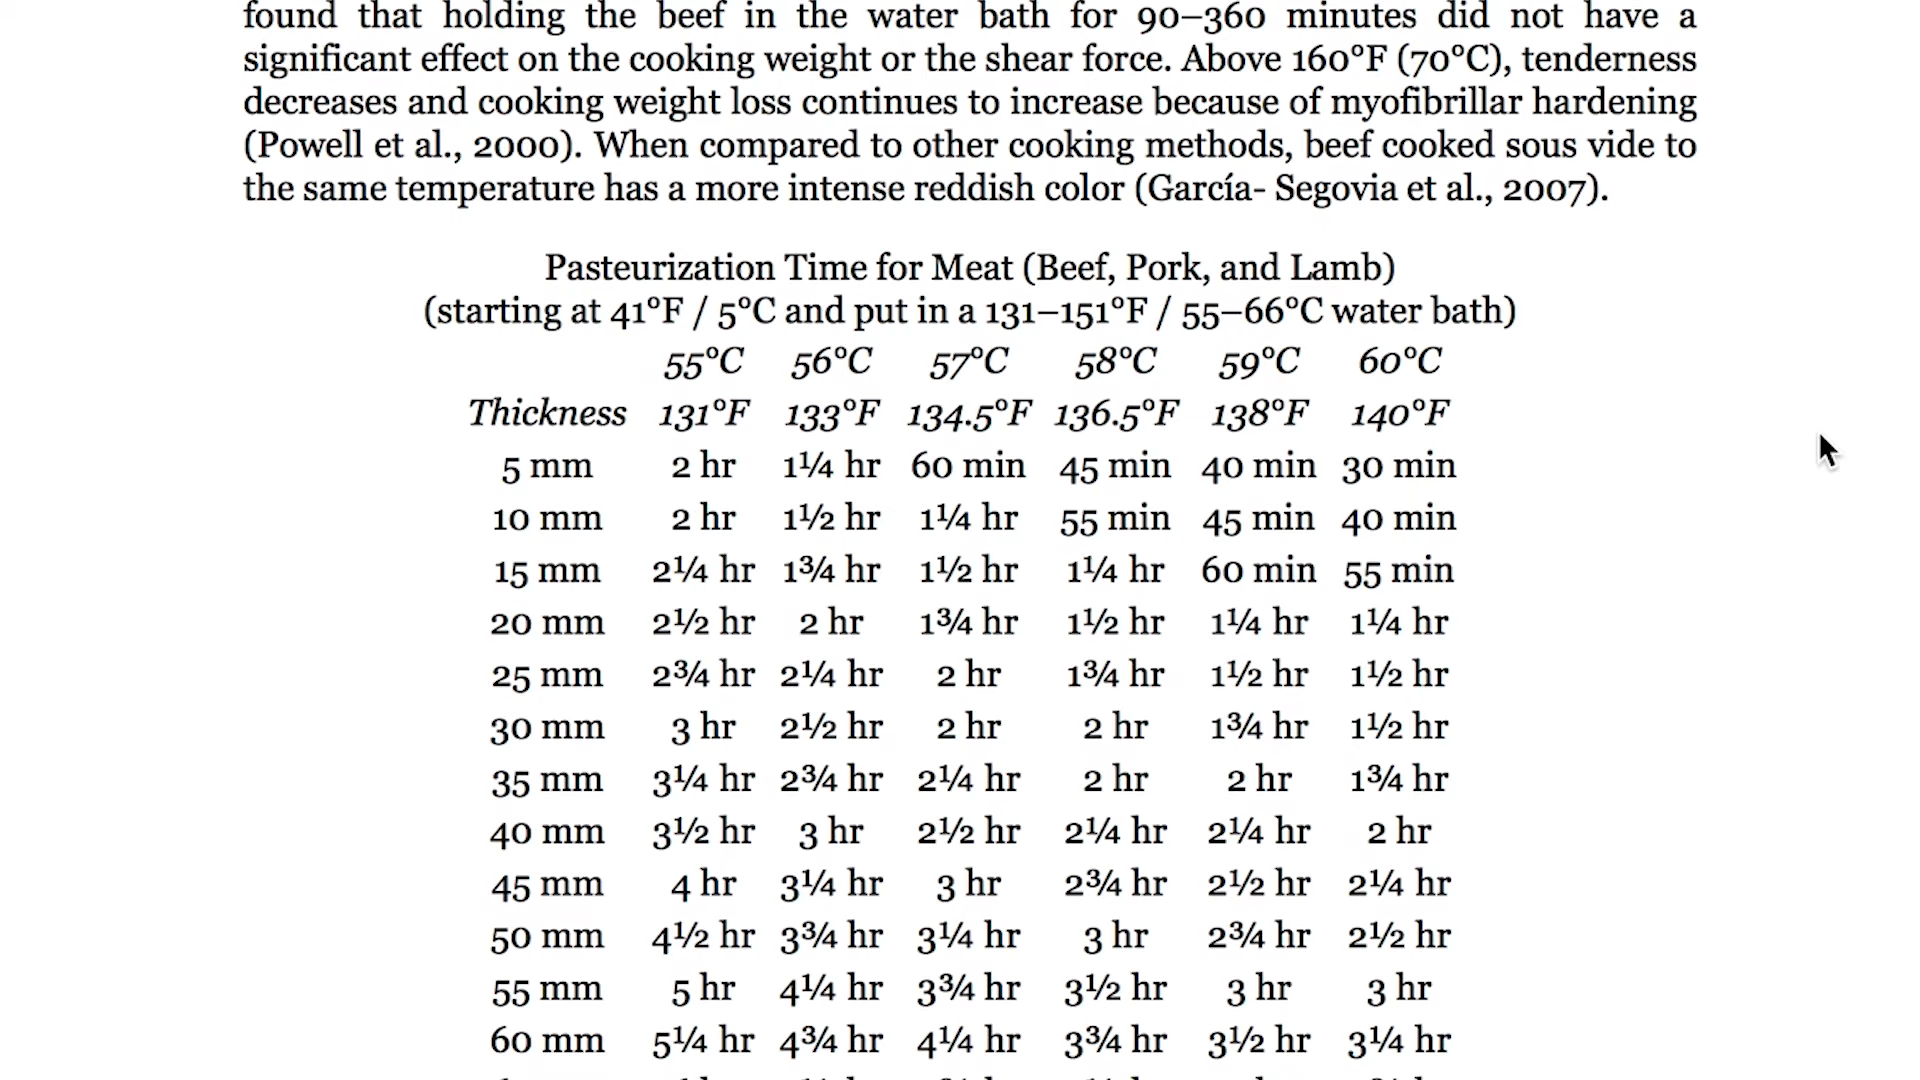 found that holding the beef in the water bath for 90–360 minutes did not have a
significant effect on the cooking weight or the shear force. Above 160°F (70°C), tenderness
decreases and cooking weight loss continues to increase because of myofibrillar hardening
(Powell et al., 2000). When compared to other cooking methods, beef cooked sous vide to
the same temperature has a more intense reddish color (García- Segovia et al., 2007).
Pasteurization Time for Meat (Beef, Pork, and Lamb)
(starting at 41°F / 5°C and put in a 131–151°F / 55–66°C water bath)
55°C 56°C 57°C 58°C 59°C 60°C
Thickness 131°F 133°F 134.5°F 136.5°F 138°F 140°F
5 mm 2 hr 1¼ hr 60 min 45 min 40 min 30 min
10 mm 2 hr 1½ hr 1¼ hr 55 min 45 min 40 min
15 mm 2¼ hr 1¾ hr 1½ hr 1¼ hr 60 min 55 min
20 mm 2½ hr 2 hr 1¾ hr 1½ hr 1¼ hr 1¼ hr
25 mm 2¾ hr 2¼ hr 2 hr 1¾ hr 1½ hr 1½ hr
30 mm 3 hr 2½ hr 2 hr 2 hr 1¾ hr 1½ hr
35 mm 3¼ hr 2¾ hr 2¼ hr 2 hr 2 hr 1¾ hr
40 mm 3½ hr 3 hr 2½ hr 2¼ hr 2¼ hr 2 hr
45 mm 4 hr 3¼ hr 3 hr 2¾ hr 2½ hr 2¼ hr
50 mm 4½ hr 3¾ hr 3¼ hr 3 hr 2¾ hr 2½ hr
55 mm 5 hr 4¼ hr 3¾ hr 3½ hr 3 hr 3 hr
60 mm 5¼ hr 4¾ hr 4¼ hr 3¾ hr 3½ hr 3¼ hr